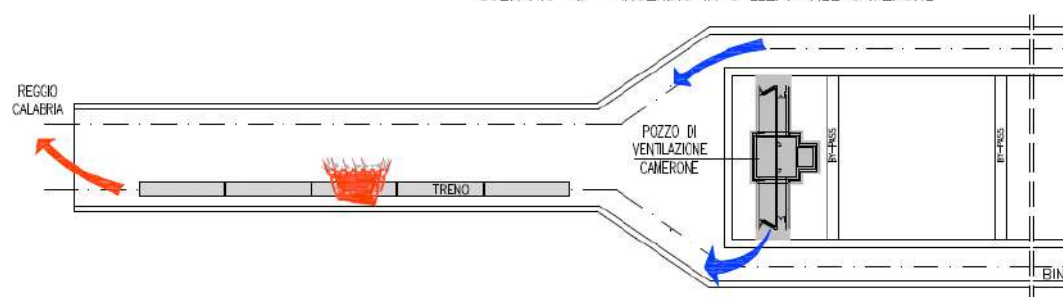 REGGIO
CALABRIA
POZZO DI
VENTILAZIONE
CAMERONE
BY-PASS
BY-PASS
TRENO
BIN